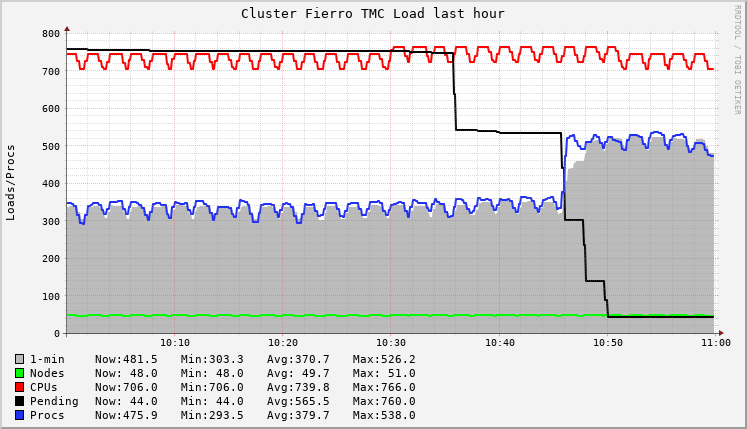 Cluster Fierro TMC Load last hour
RRDTOOL / TOBI OETIKER
Loads/Procs
800
700
600
500
400
300
200
100
0
10:10 10:20 10:30 10:40 10:50 11:00
1-min Now:481.5 Min:303.3 Avg:370.7 Max:526.2
Nodes Now: 48.0 Min: 48.0 Avg: 49.7 Max: 51.0
CPUs Now:706.0 Min:706.0 Avg:739.8 Max:766.0
Pending Now: 44.0 Min: 44.0 Avg:565.5 Max:760.0
Procs Now:475.9 Min:293.5 Avg:379.7 Max:538.0